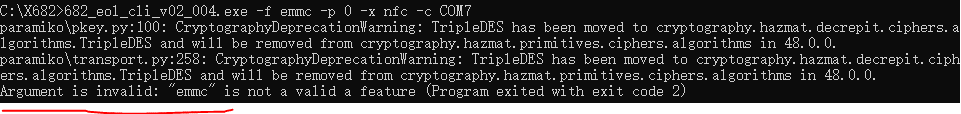 C:\X682>682_eol_cli_v02_004.exe -f emmc -p 0 -x nfc -c COM7
paramiko\pkey.py:100: CryptographyDeprecationWarning: TripleDES has been moved to cryptography.hazmat.decrepit.ciphers.a
lgorithms.TripleDES and will be removed from cryptography.hazmat.primitives.ciphers.algorithms in 48.0.0.
paramiko\transport.py:258: CryptographyDeprecationWarning: TripleDES has been moved to cryptography.hazmat.decrepit.ciph
ers.algorithms.TripleDES and will be removed from cryptography.hazmat.primitives.ciphers.algorithms in 48.0.0.
Argument is invalid: "emmc" is not a valid a feature (Program exited with exit code 2)